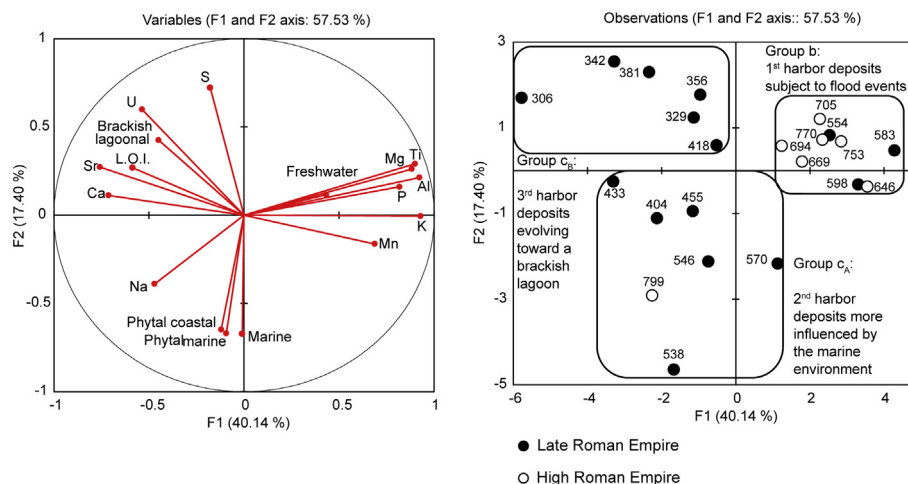 Variables (F1 and F2 axis: 57.53 %)
1
0.5
0
-0.5
-1
F2 (17.40 %)
S
U
Brackish
lagoonal
Sr
L.O.I.
Ca
Freshwater
Mg
Ti
Al
P
K
Mn
Na
Phytal coastal
Phytal marine
Marine
-1
-0.5
0
0.5
1
F1 (40.14 %)
Observations (F1 and F2 axis:: 57.53 %)
3
1
-1
-5
F2 (17.40 %)
342
381
306
356
329
418
Group b:
1st harbor deposits
subject to flood events
705
554
770
583
694
753
669
598
646
Group cB:
433
3rd harbor
deposits
evolving
toward a
brackish
lagoon
404
455
546
570
799
538
Group cA:
2nd harbor
deposits more
influenced by
the marine
environment
-6
-4
-2
0
2
4
F1 (40.14 %)
Late Roman Empire
High Roman Empire